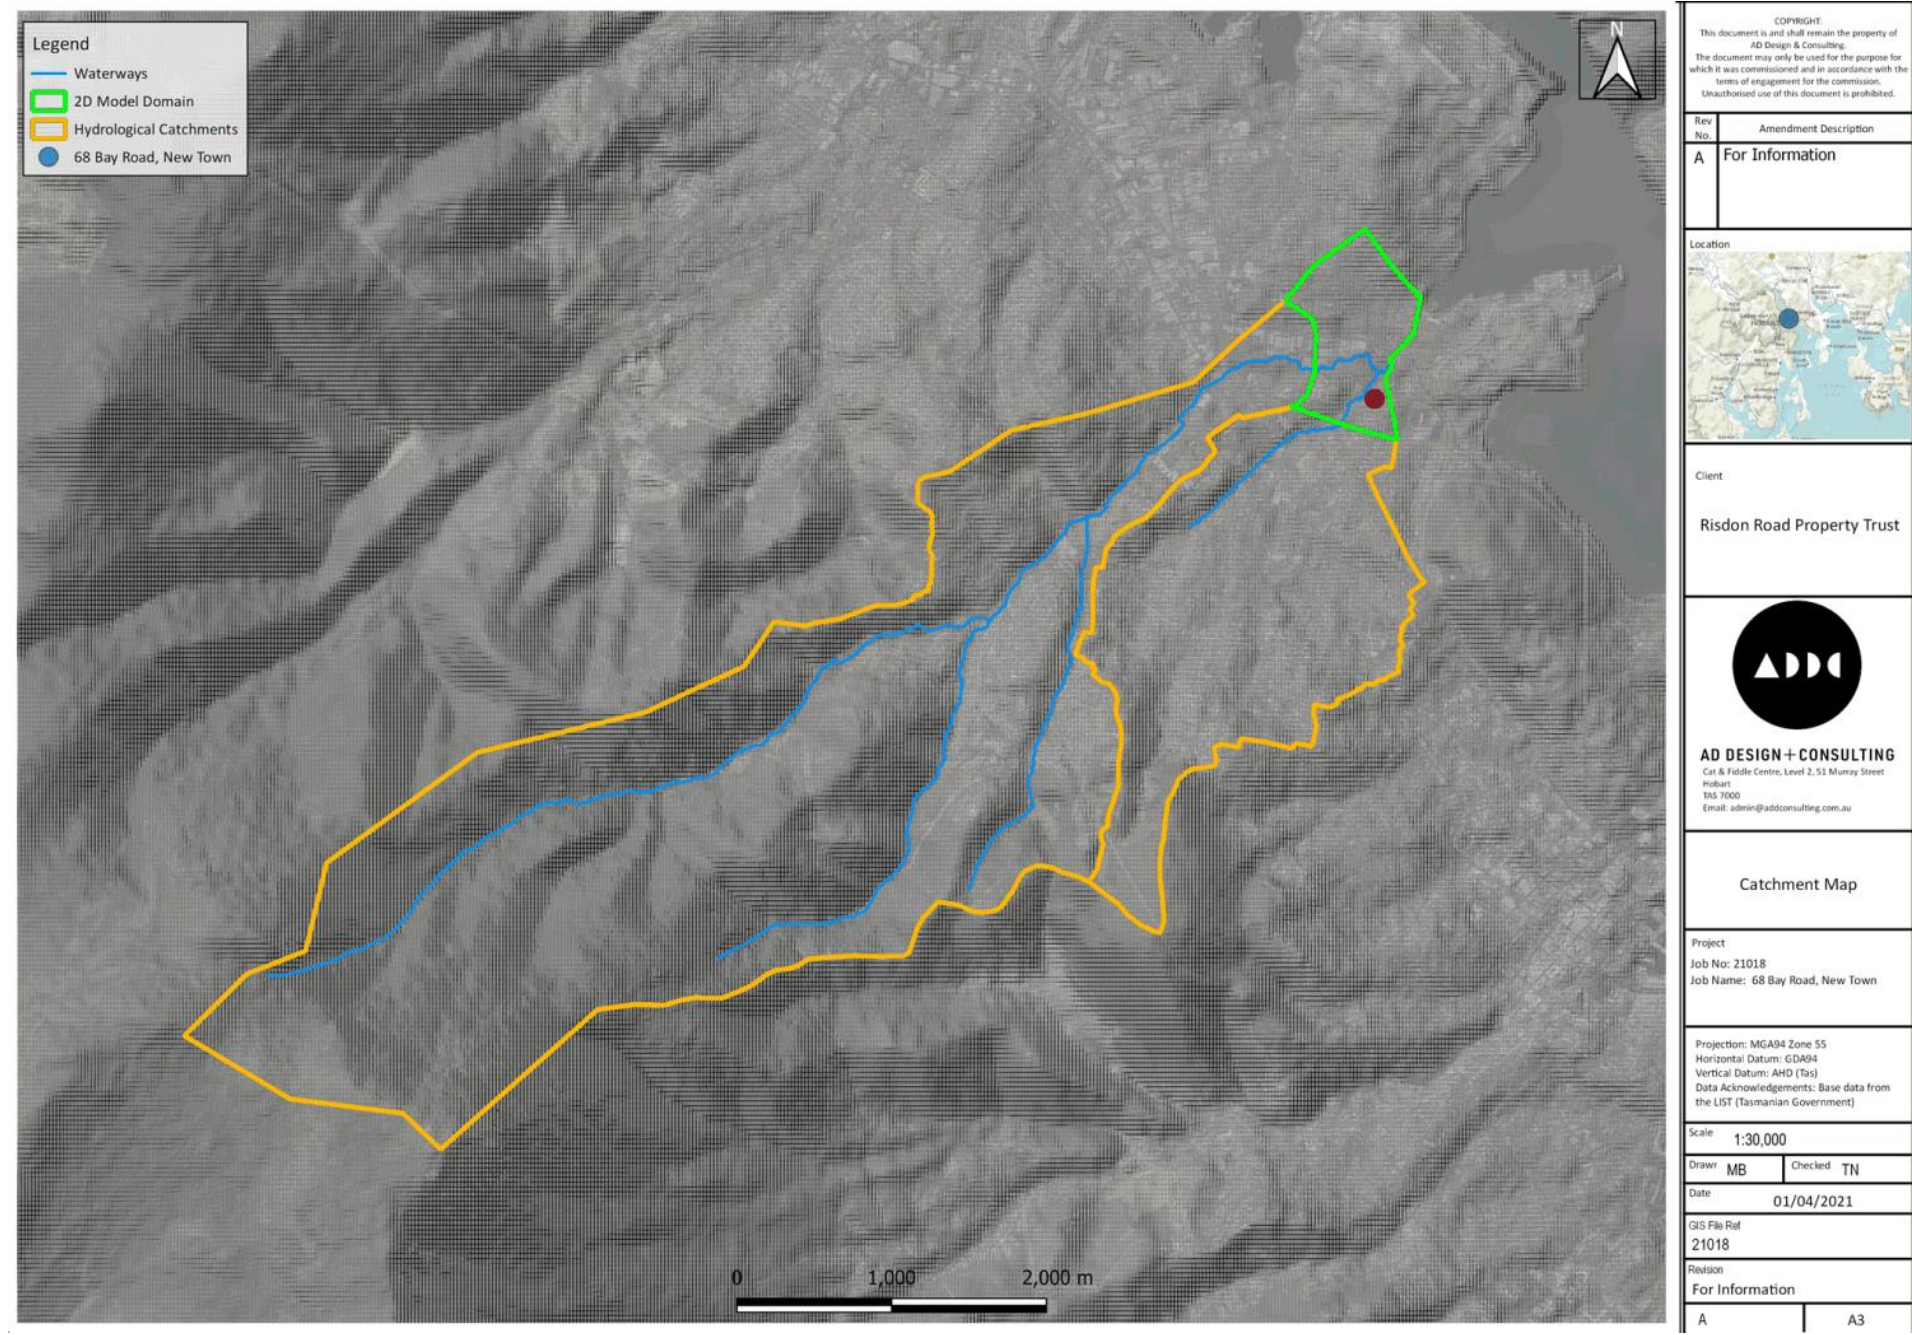 Legend
Waterways
2D Model Domain
Hydrological Catchments
68 Bay Road, New Town
N
0 1,000 2,000 m
COPYRIGHT:
This document is and shall remain the property of
AD Design & Consulting.
The document may only be used for the purpose for
which it was commissioned and in accordance with the
terms of engagement for the commission.
Unauthorised use of this document is prohibited.
Rev
No.
Amendment Description
A
For Information
Location
Client
Risdon Road Property Trust
ADDC
AD DESIGN+CONSULTING
Cat & Fiddle Centre, Level 2, 51 Murray Street
Hobart
TAS 7000
Email: admin@addconsulting.com.au
Catchment Map
Project
Job No: 21018
Job Name: 68 Bay Road, New Town
Projection: MGA94 Zone 55
Horizontal Datum: GDA94
Vertical Datum: AHD (Tas)
Data Acknowledgements: Base data from
the LIST (Tasmanian Government)
Scale
1:30,000
Drawn MB
Checked TN
Date
01/04/2021
GIS File Ref
21018
Revision
For Information
A
A3